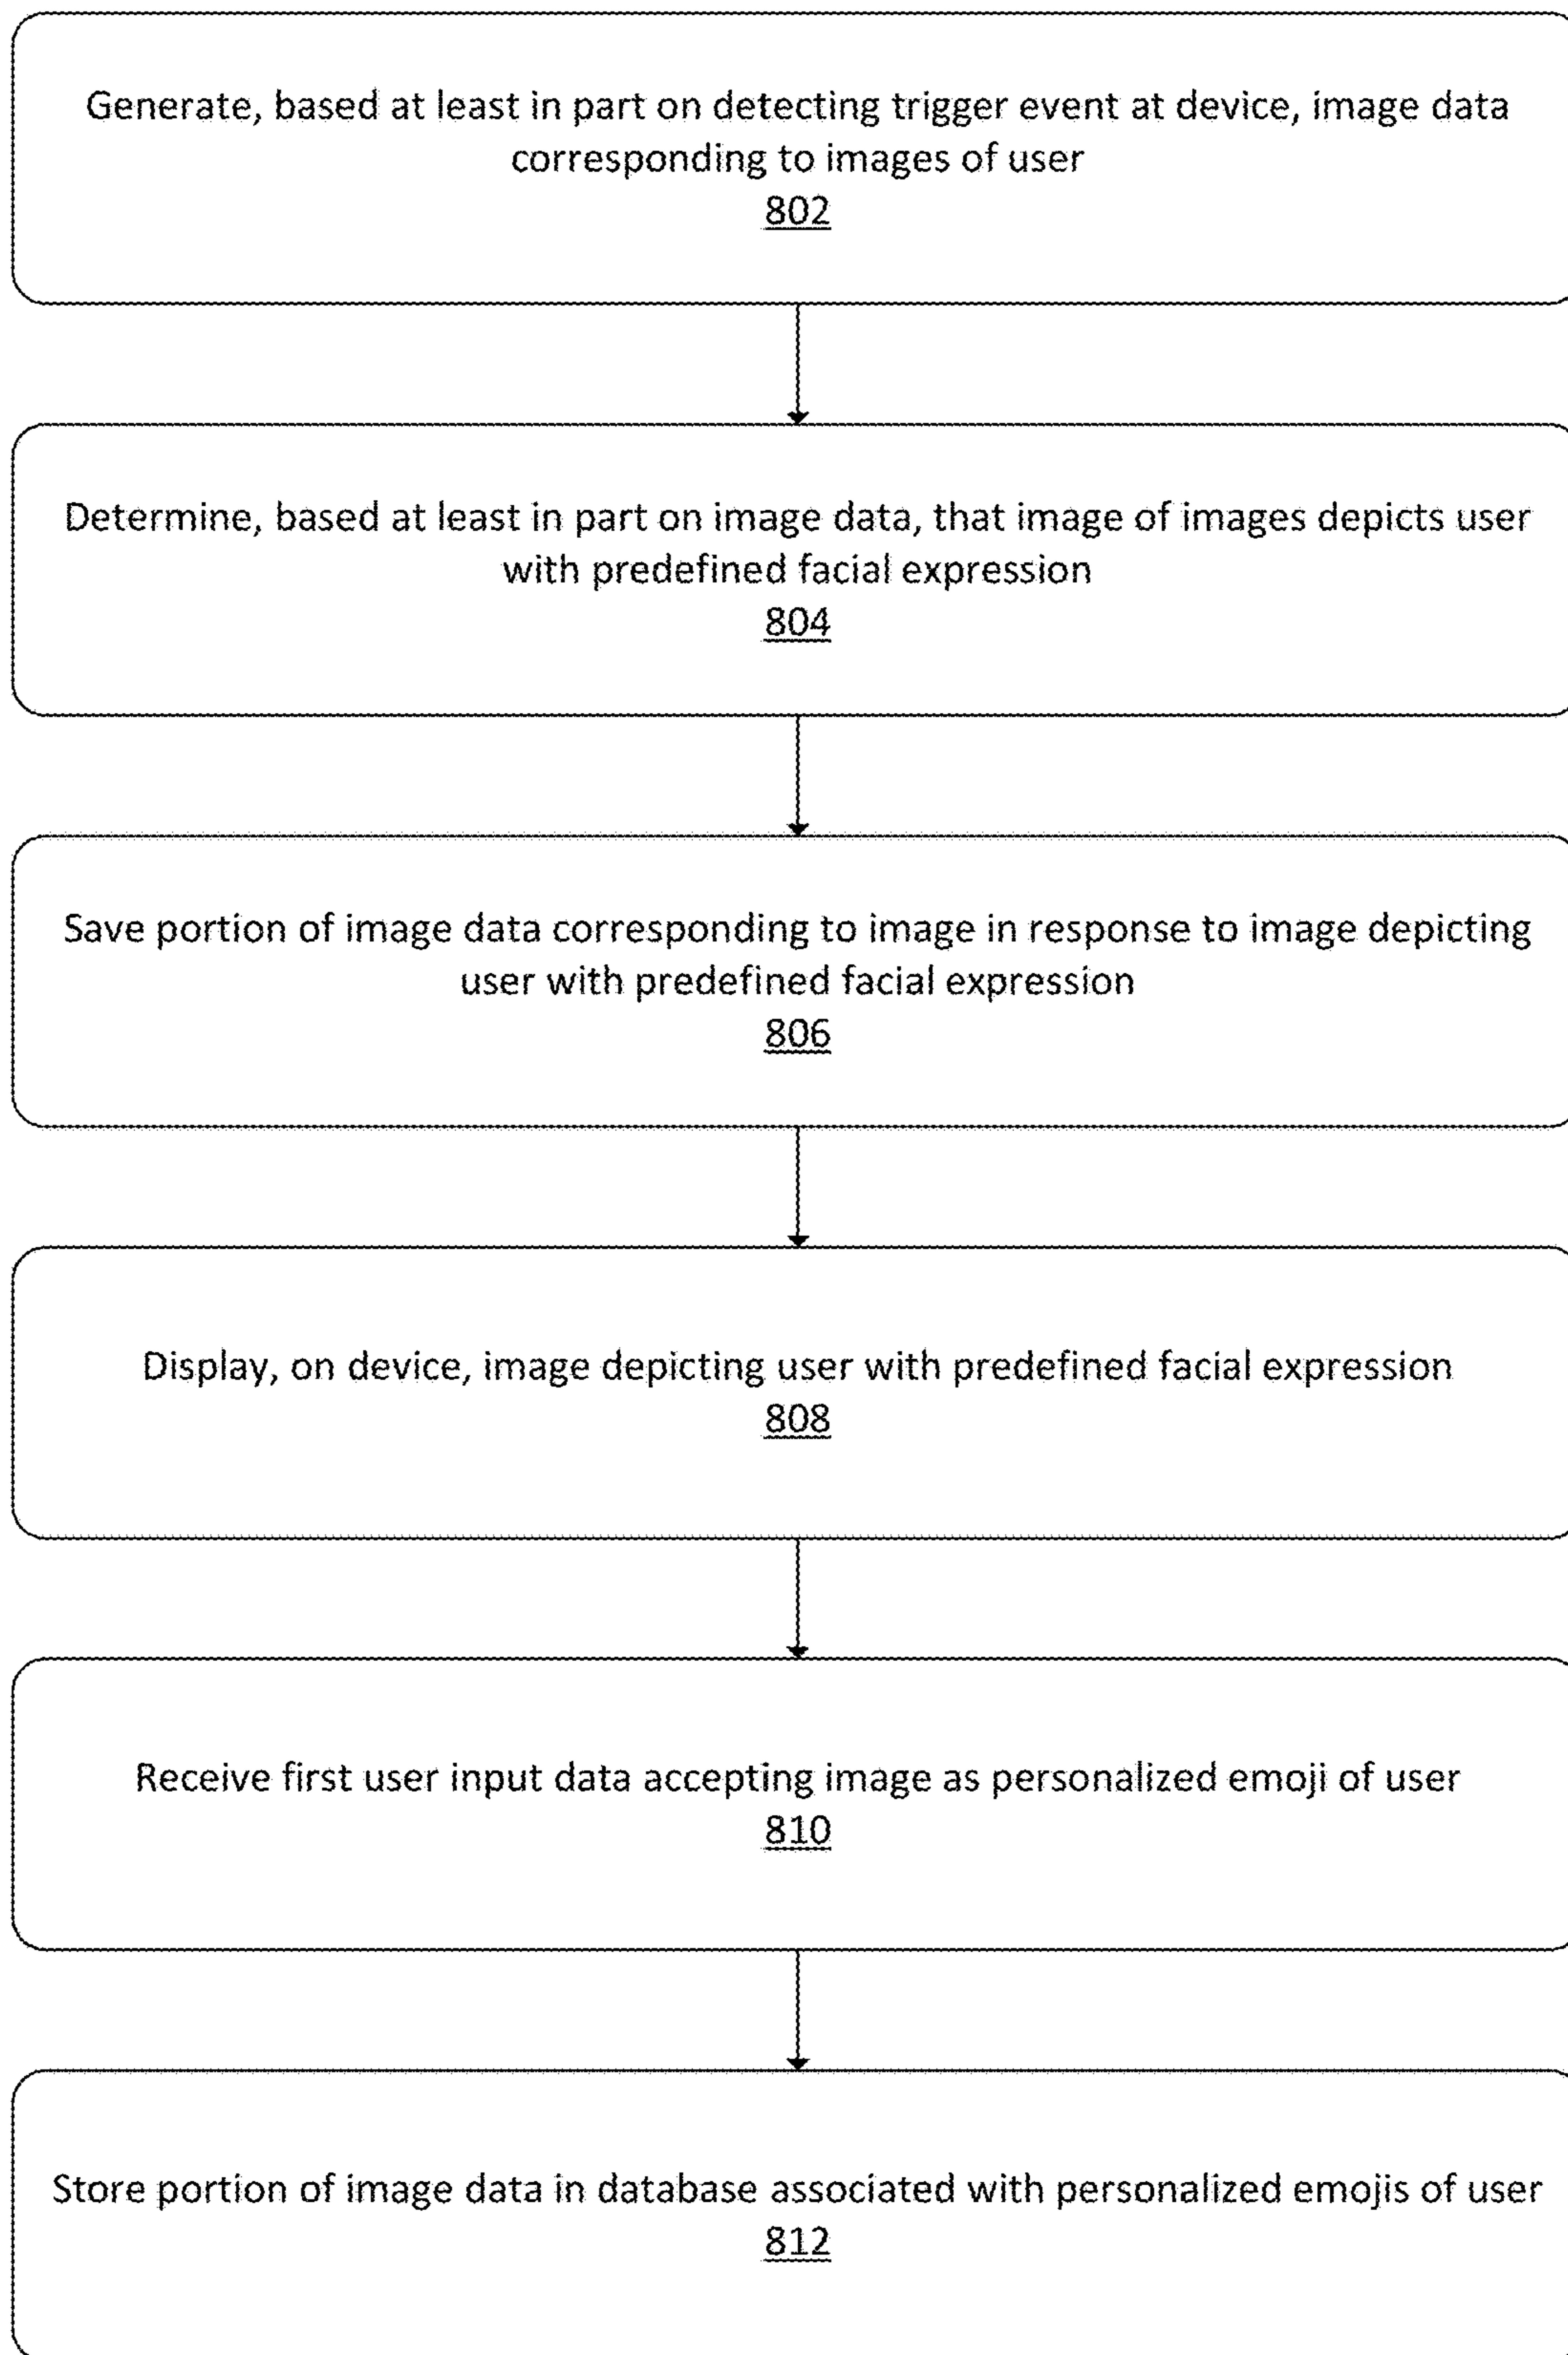 Generate, based at least in part on detecting trigger event at device, image data
corresponding to images of user
802
Determine, based at least in part on image data, that image of images depicts user
with predefined facial expression
804
Save portion of image data corresponding to image in response to image depicting
user with predefined facial expression
806
Display, on device, image depicting user with predefined facial expression
808
Receive first user input data accepting image as personalized emoji of user
810
Store portion of image data in database associated with personalized emojis of user
812